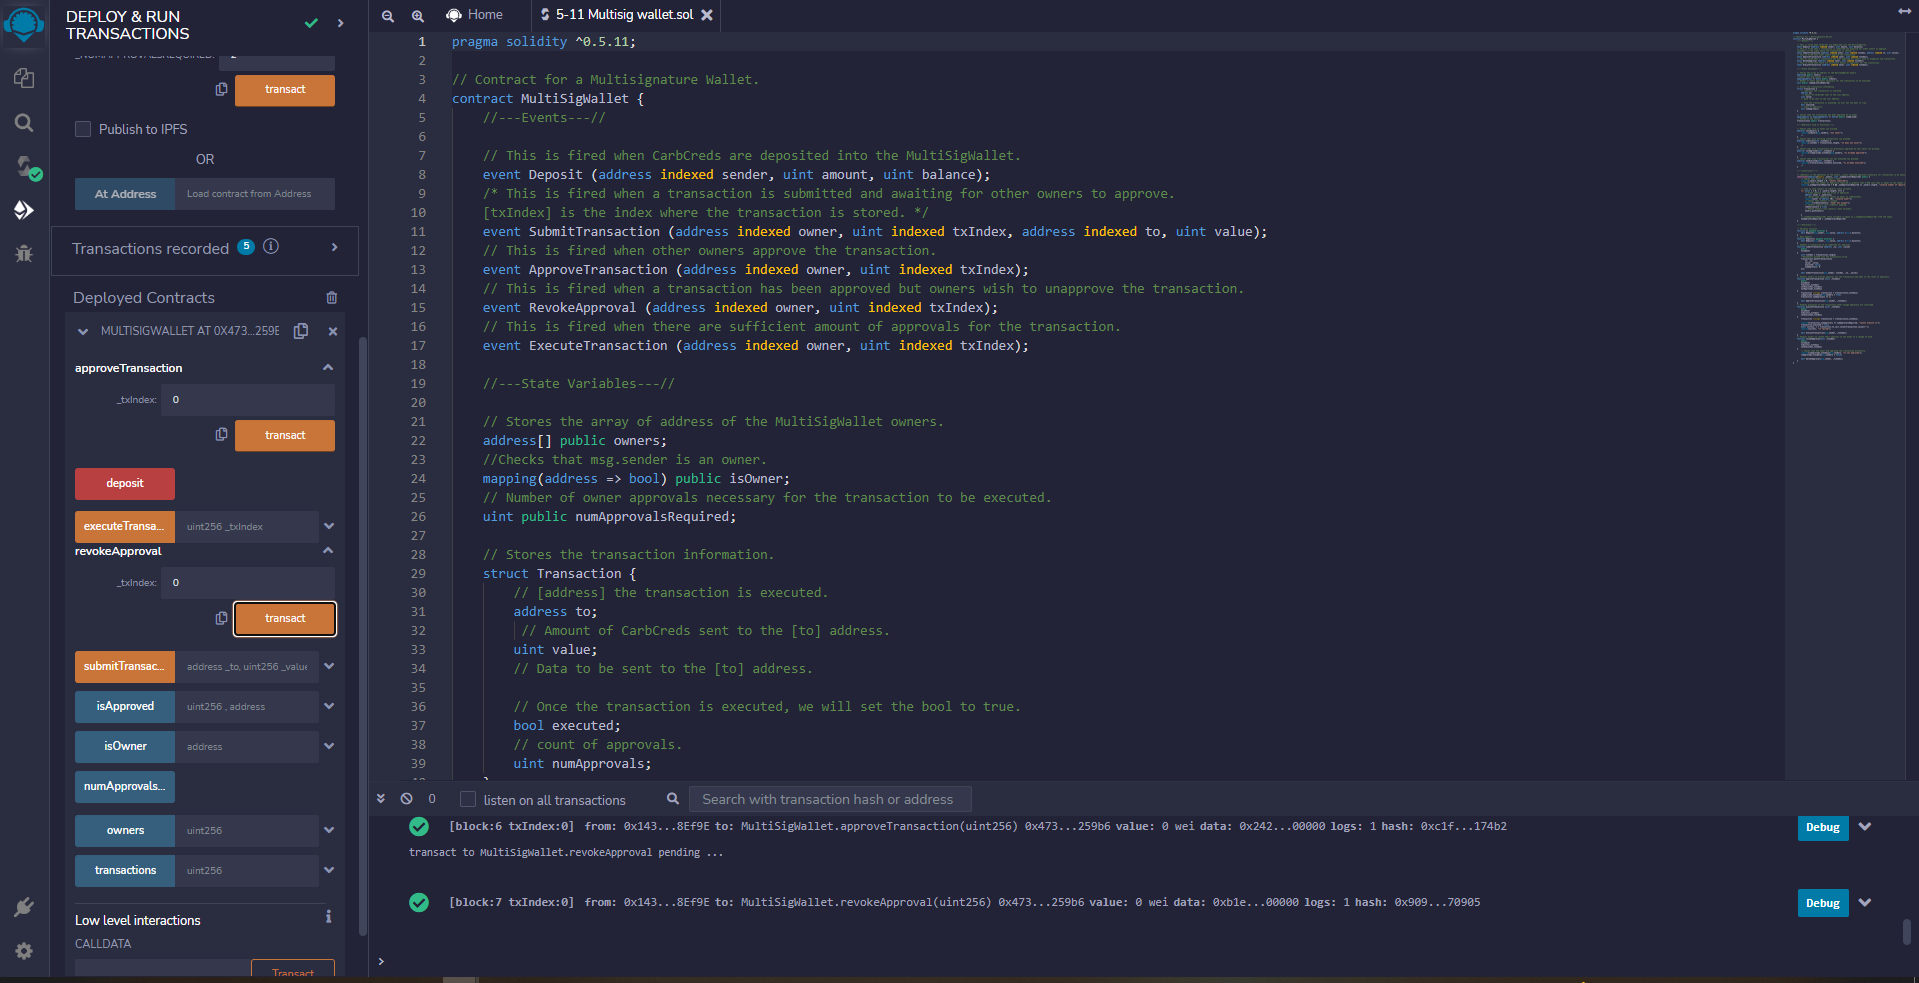 DEPLOY & RUN
TRANSACTIONS
transact
Publish to IPFS
OR
At Address Load contract from Address
Transactions recorded 5 i
Deployed Contracts
MULTISIGWALLET AT 0X473...259B
approveTransaction
_txIndex: 0
transact
deposit
executeTransa... uint256 _txIndex
revokeApproval
_txIndex: 0
transact
submitTransac... address _to, uint256 _value
isApproved uint256 , address
isOwner address
numApprovals...
owners uint256
transactions uint256
Low level interactions i
CALLDATA
Transact
Home 5-11 Multisig wallet.sol
1 pragma solidity ^0.5.11;
2
3 // Contract for a Multisignature Wallet.
4 contract MultiSigWallet {
5 //---Events---//
6
7 // This is fired when CarbCreds are deposited into the MultiSigWallet.
8 event Deposit (address indexed sender, uint amount, uint balance);
9 /* This is fired when a transaction is submitted and awaiting for other owners to approve.
10 [txIndex] is the index where the transaction is stored. */
11 event SubmitTransaction (address indexed owner, uint indexed txIndex, address indexed to, uint value);
12 // This is fired when other owners approve the transaction.
13 event ApproveTransaction (address indexed owner, uint indexed txIndex);
14 // This is fired when a transaction has been approved but owners wish to unapprove the transaction.
15 event RevokeApproval (address indexed owner, uint indexed txIndex);
16 // This is fired when there are sufficient amount of approvals for the transaction.
17 event ExecuteTransaction (address indexed owner, uint indexed txIndex);
18
19 //---State Variables---//
20
21 // Stores the array of address of the MultiSigWallet owners.
22 address[] public owners;
23 //Checks that msg.sender is an owner.
24 mapping(address => bool) public isOwner;
25 // Number of owner approvals necessary for the transaction to be executed.
26 uint public numApprovalsRequired;
27
28 // Stores the transaction information.
29 struct Transaction {
30 // [address] the transaction is executed.
31 address to;
32 // Amount of CarbCreds sent to the [to] address.
33 uint value;
34 // Data to be sent to the [to] address.
35
36 // Once the transaction is executed, we will set the bool to true.
37 bool executed;
38 // count of approvals.
39 uint numApprovals;
0 listen on all transactions Search with transaction hash or address
[block:6 txIndex:0] from: 0x143...8Ef9E to: MultiSigWallet.approveTransaction(uint256) 0x473...259b6 value: 0 wei data: 0x242...00000 logs: 1 hash: 0xc1f...174b2 Debug
transact to MultiSigWallet.revokeApproval pending ...
[block:7 txIndex:0] from: 0x143...8Ef9E to: MultiSigWallet.revokeApproval(uint256) 0x473...259b6 value: 0 wei data: 0xb1e...00000 logs: 1 hash: 0x909...70905 Debug
>